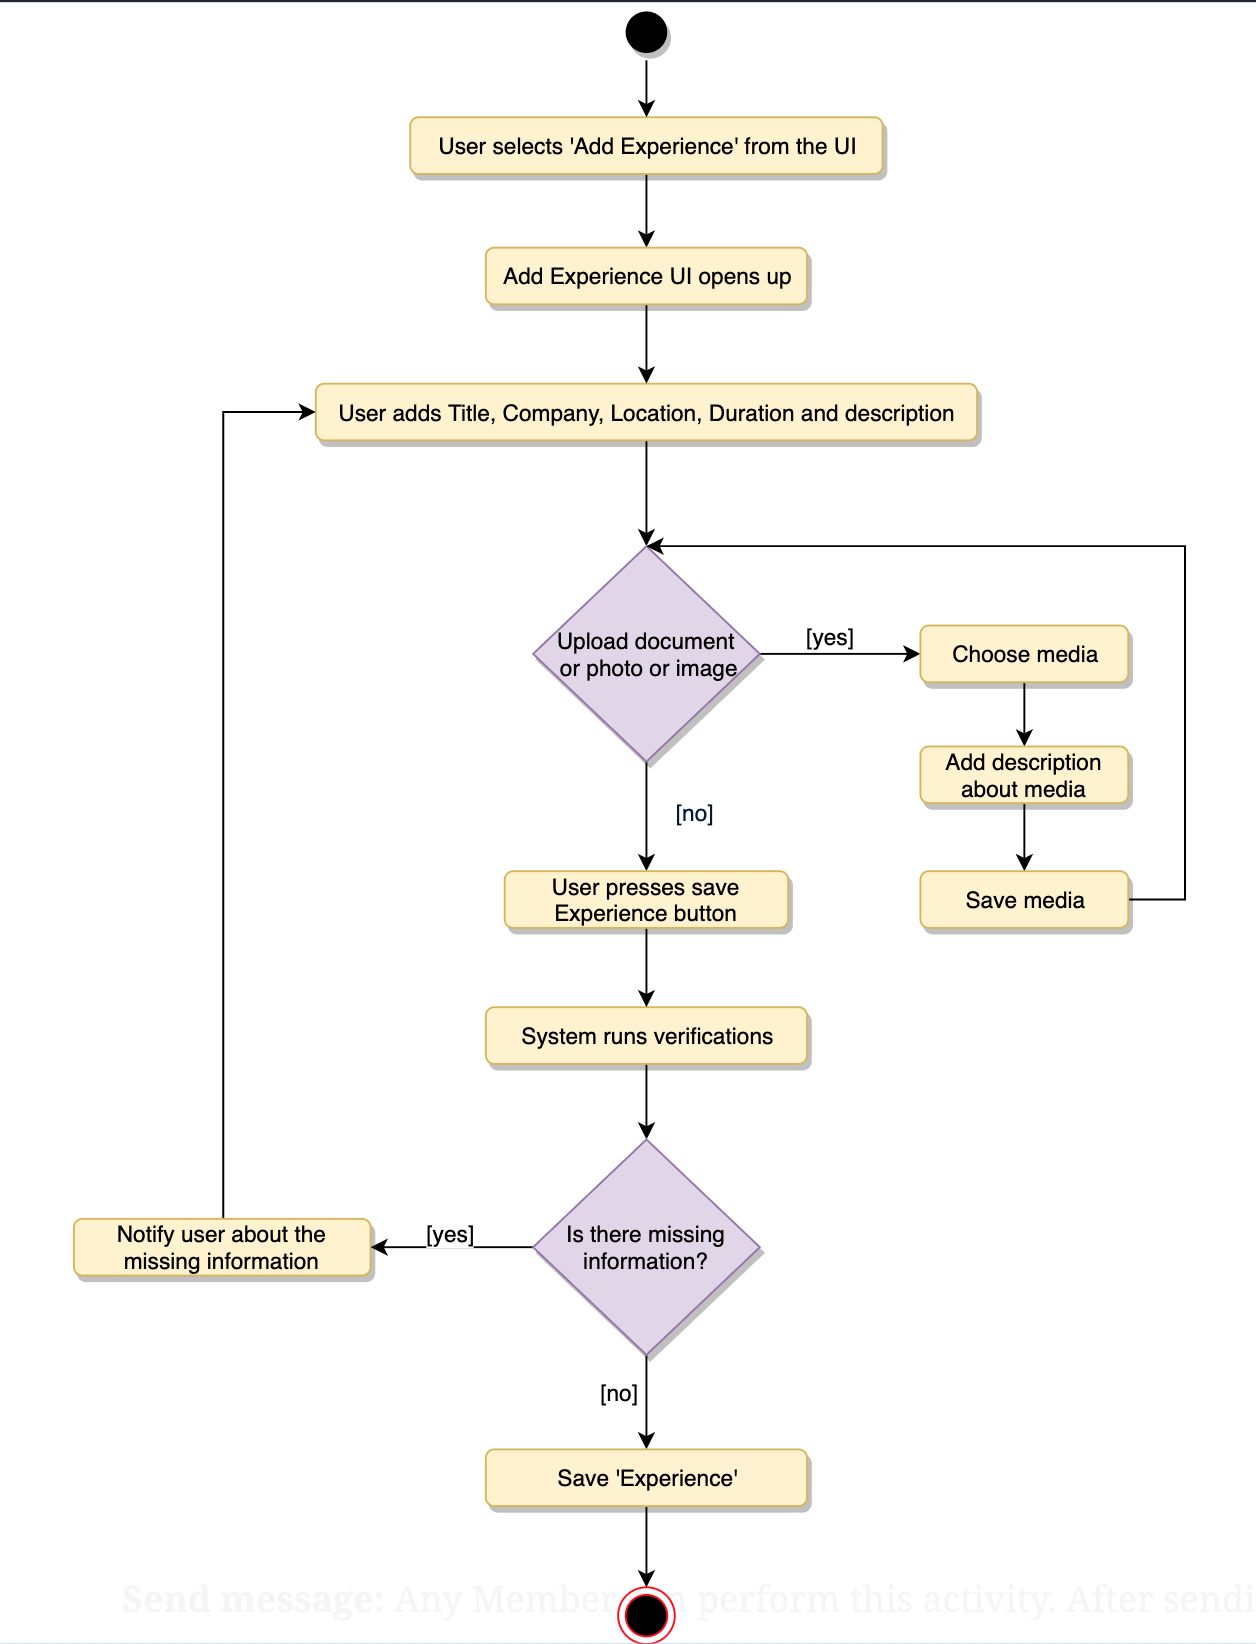 User selects 'Add Experience' from the UI
Add Experience UI opens up
User adds Title, Company, Location, Duration and description
Upload document
or photo or image
[yes]
Choose media
Add description
about media
Save media
[no]
User presses save
Experience button
System runs verifications
Is there missing
information?
[yes]
Notify user about the
missing information
[no]
Save 'Experience'
Send message: Any Member perform this activity. After sendi